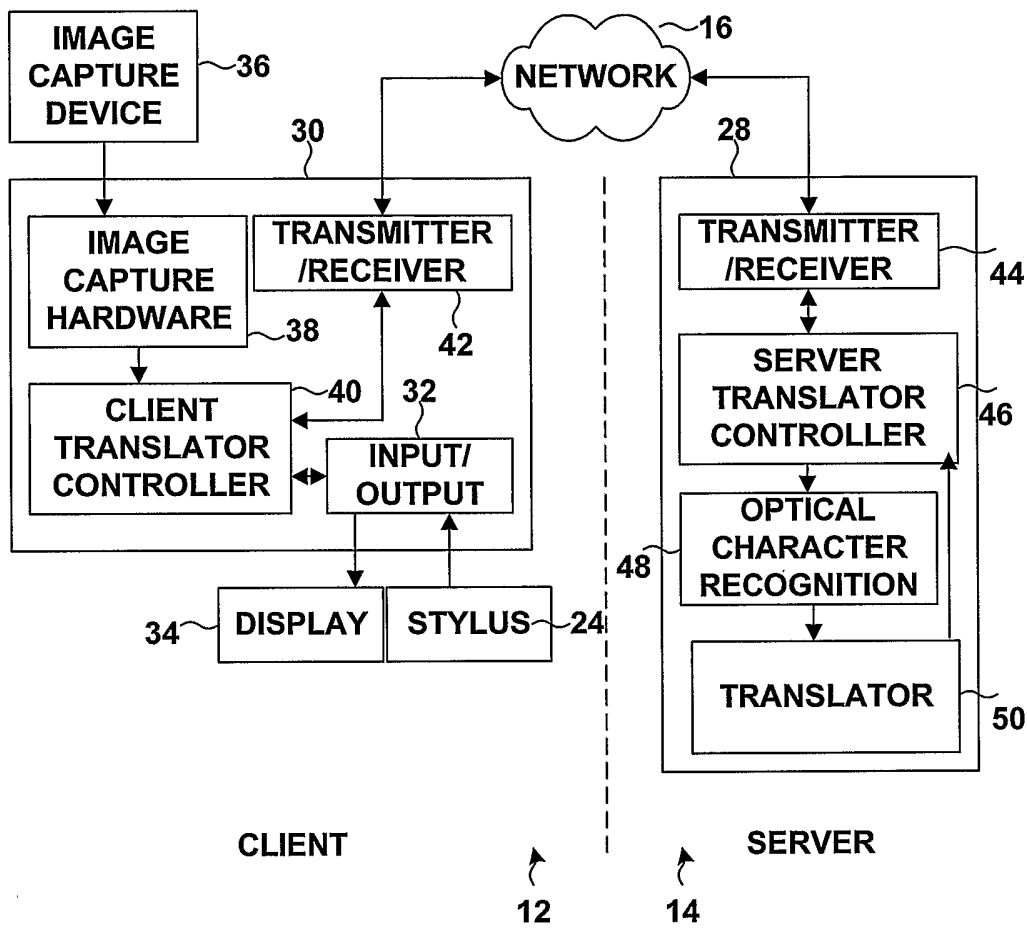 IMAGE
CAPTURE
DEVICE
36
16
NETWORK
30
28
IMAGE
CAPTURE
HARDWARE
38
TRANSMITTER
/RECEIVER
42
TRANSMITTER
/RECEIVER
44
40
CLIENT
TRANSLATOR
CONTROLLER
32
INPUT/
OUTPUT
SERVER
TRANSLATOR
CONTROLLER
46
OPTICAL
CHARACTER
RECOGNITION
48
34
DISPLAY
STYLUS
24
TRANSLATOR
50
CLIENT
SERVER
12
14